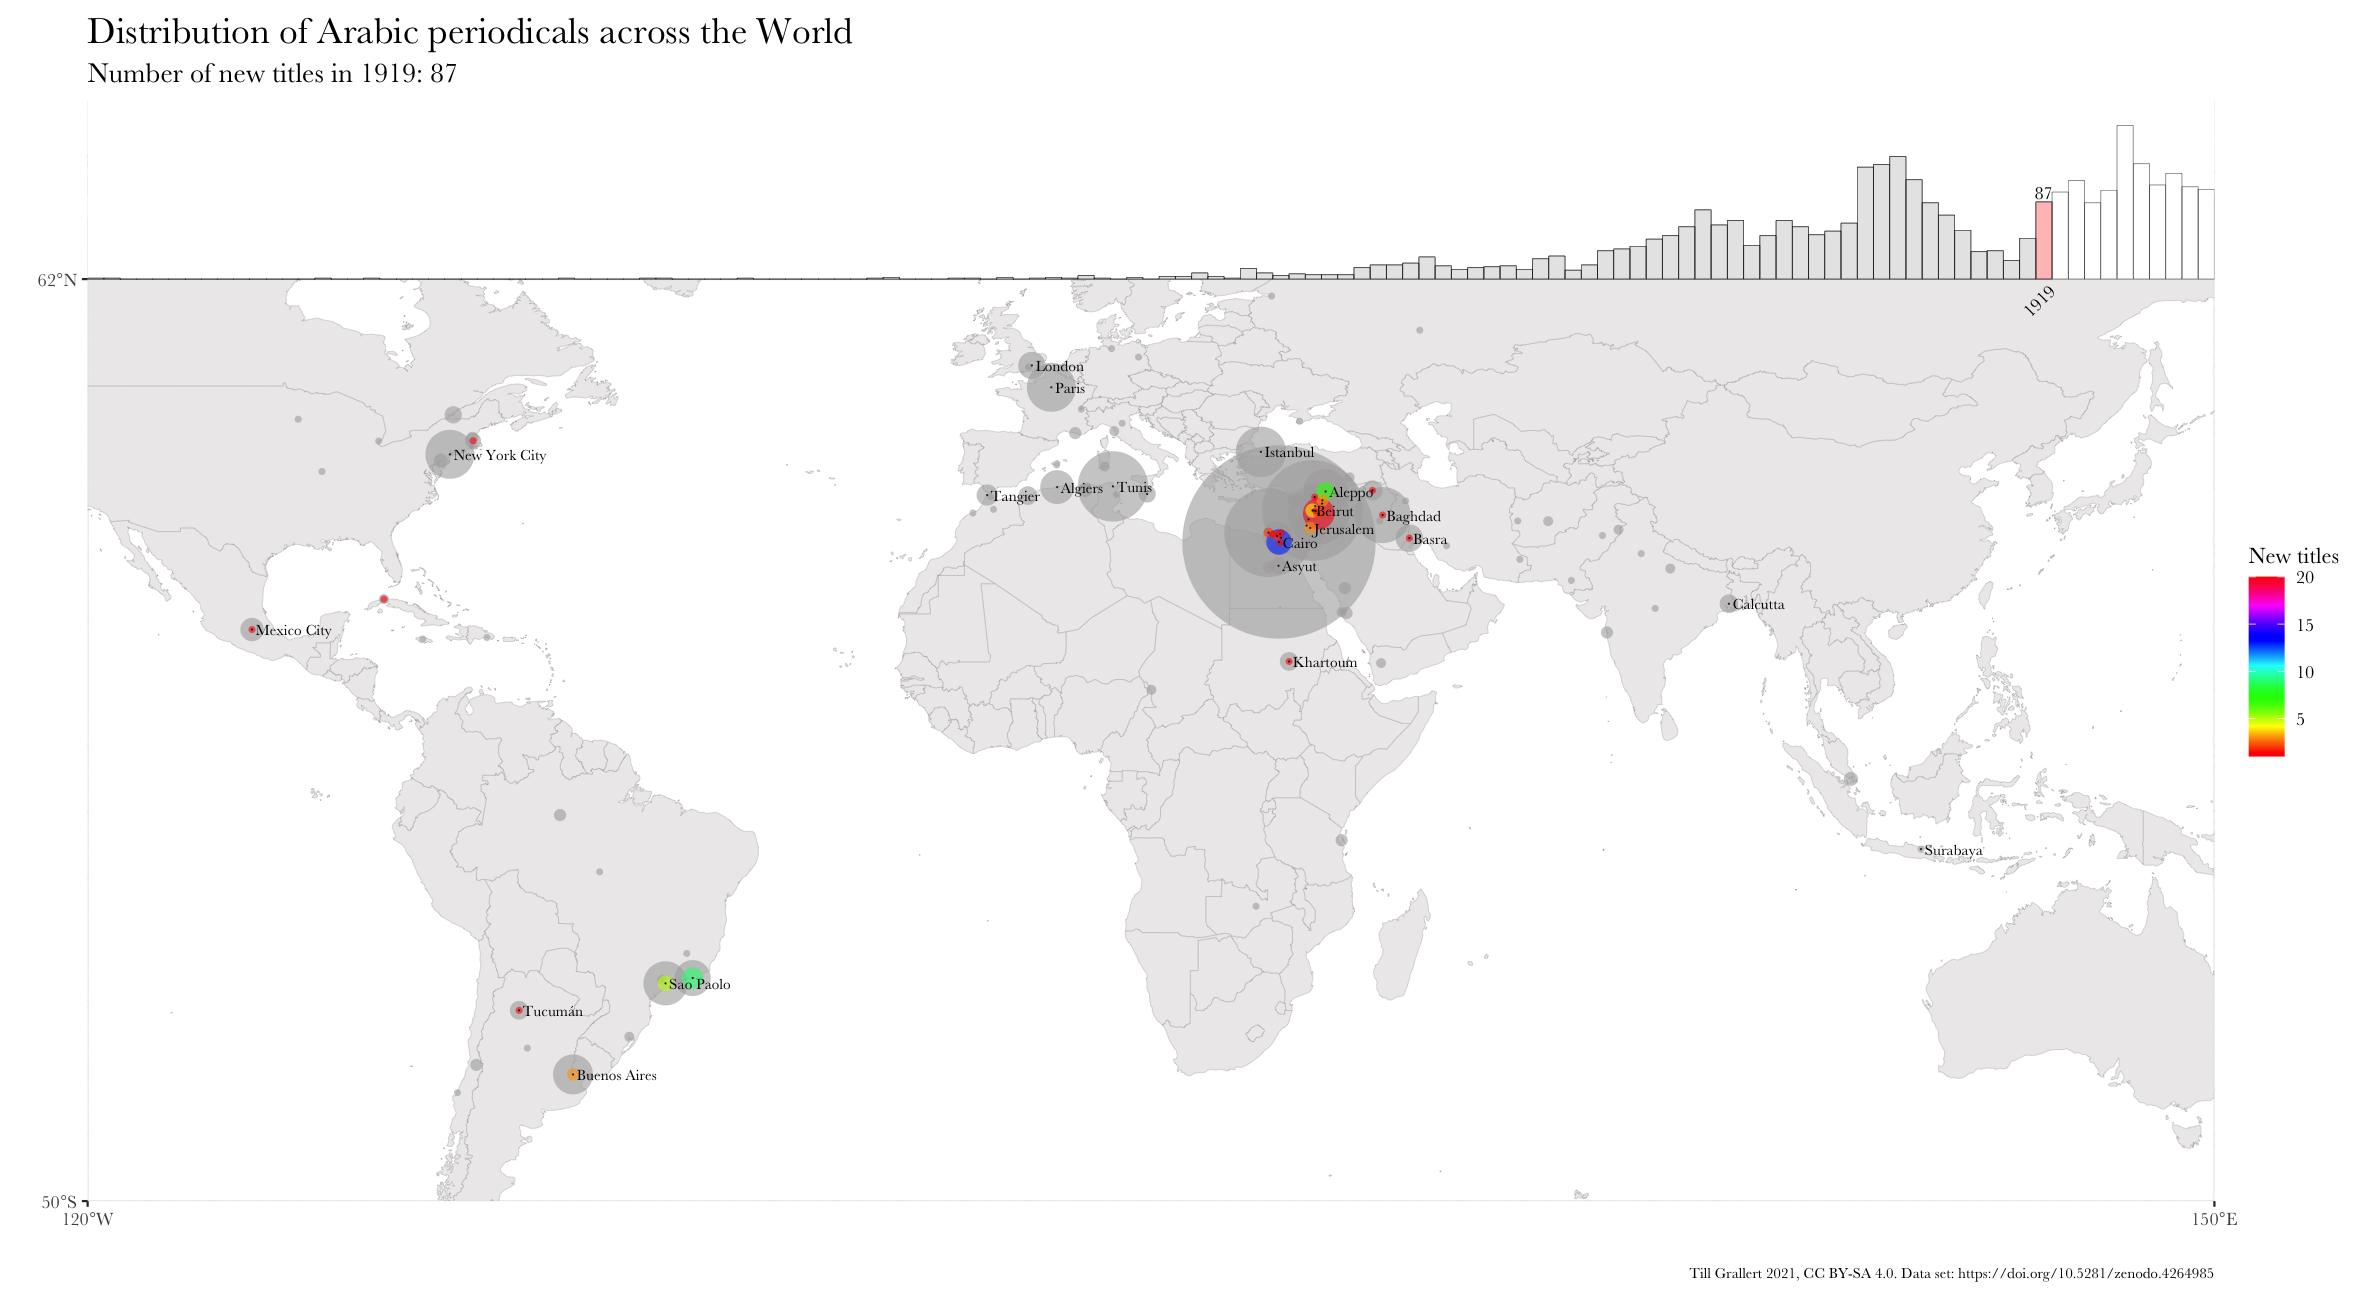 Distribution of Arabic periodicals across the World
Number of new titles in 1919: 87
87
62°N
1919
London
Paris
New York City
Istanbul
Tangier
Algiers
Tunis
Aleppo
Beirut
Baghdad
Jerusalem
Basra
Cairo
Asyut
Calcutta
Mexico City
Khartoum
Surabaya
Sao Paolo
Tucumán
Buenos Aires
New titles
20
15
10
5
50°S
120°W
150°E
Till Grallert 2021, CC BY-SA 4.0. Data set: https://doi.org/10.5281/zenodo.4264985